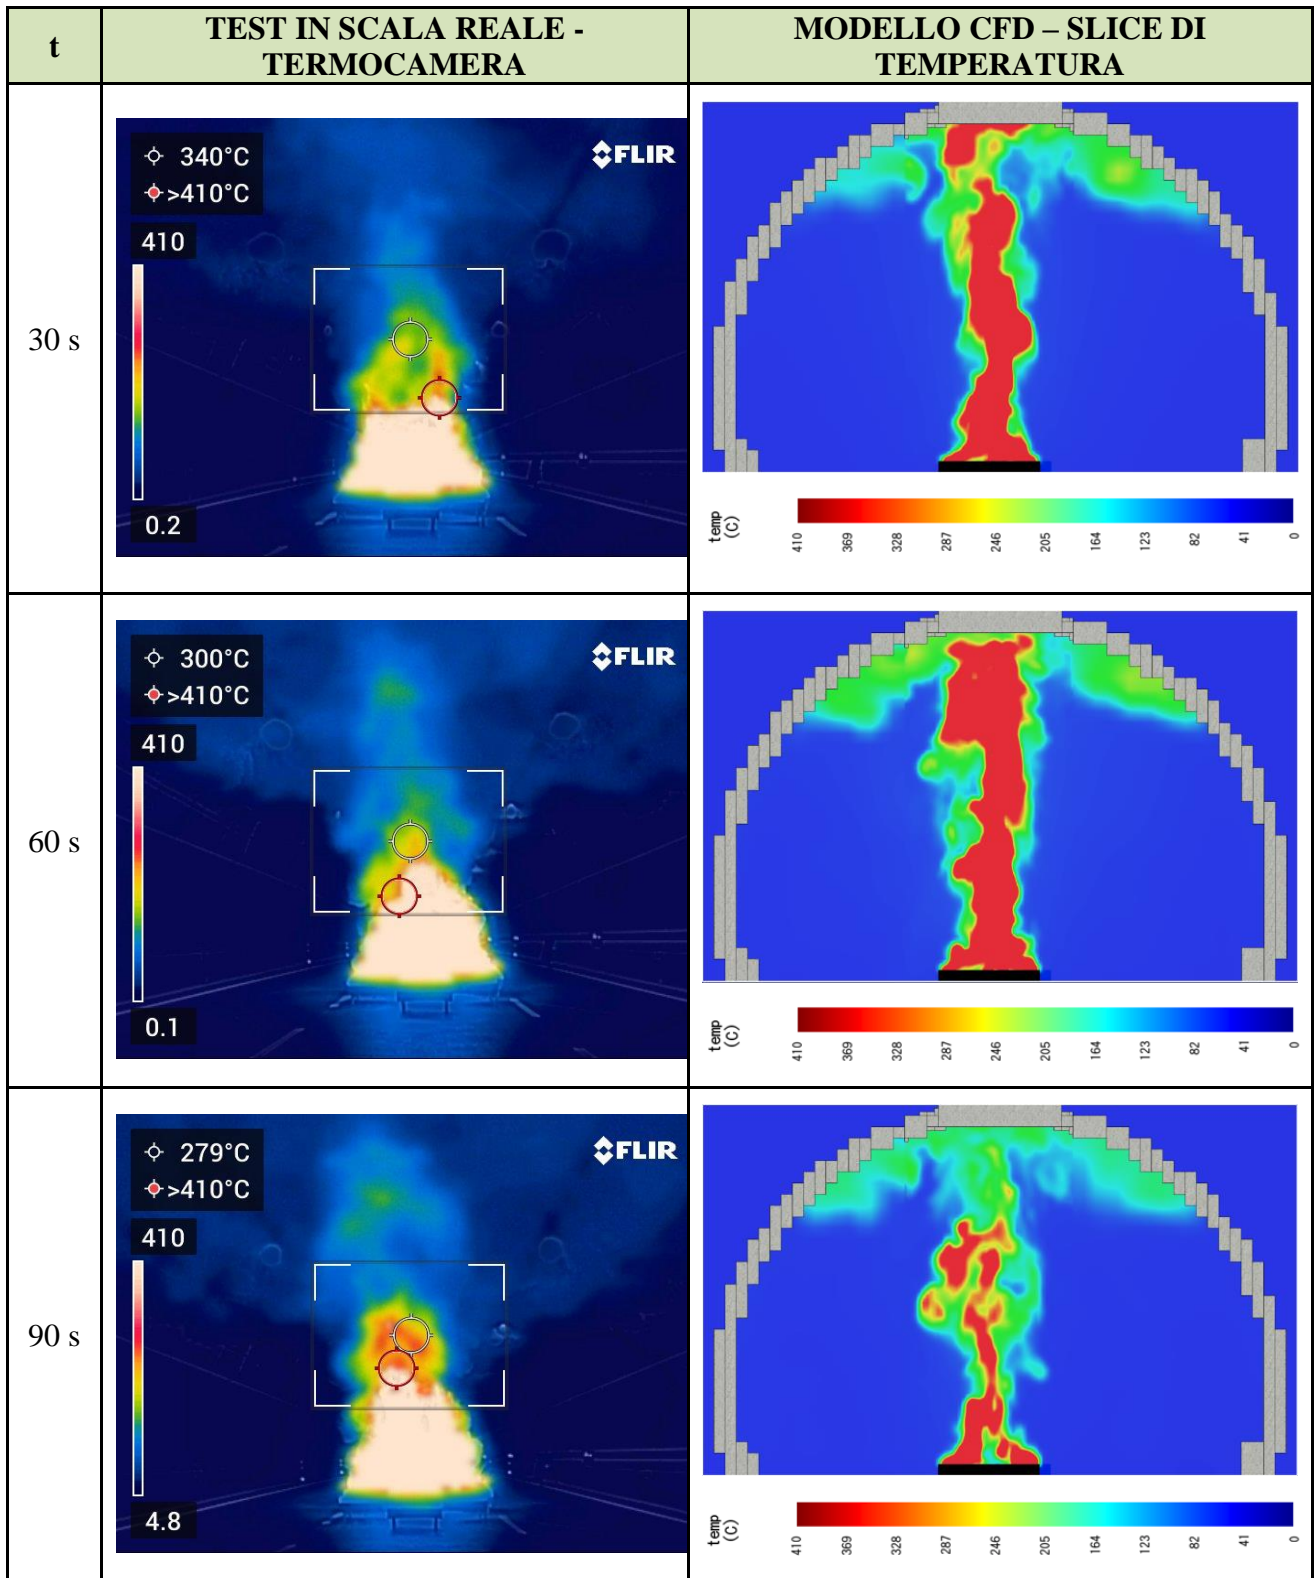 t
TEST IN SCALA REALE -
TERMOCAMERA
MODELLO CFD – SLICE DI
TEMPERATURA
30 s
340°C
>410°C
410
0.2
FLIR
temp
(C)
410 369 328 287 246 205 164 123 82 41 0
60 s
300°C
>410°C
410
0.1
FLIR
temp
(C)
410 369 328 287 246 205 164 123 82 41 0
90 s
279°C
>410°C
410
4.8
FLIR
temp
(C)
410 369 328 287 246 205 164 123 82 41 0